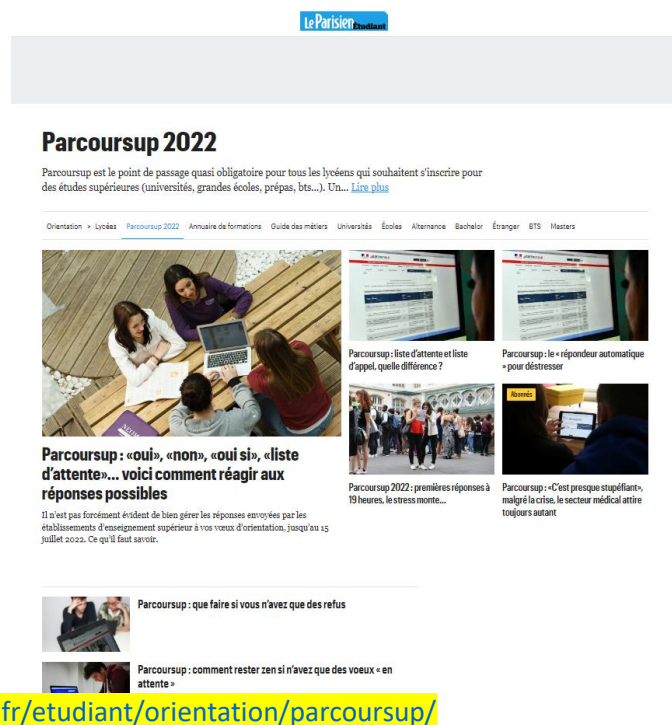 Le Parisien Étudiant
Parcoursup 2022
Parcoursup est le point de passage quasi obligatoire pour tous les lycéens qui souhaitent s'inscrire pour
des études supérieures (universités, grandes écoles, prépas, bts...). Un... Lire plus
Orientation > Lycées Parcoursup 2022 Annuaire de formations Guide des métiers Universités Écoles Alternance Bachelor Étranger BTS Masters
Parcoursup : «oui», «non», «oui si», «liste
d'attente»... voici comment réagir aux
réponses possibles
Il n'est pas forcément évident de bien gérer les réponses envoyées par les
établissements d'enseignement supérieur à vos vœux d'orientation, jusqu'au 15
juillet 2022. Ce qu'il faut savoir.
Parcoursup : liste d'attente et liste
d'appel, quelle différence ?
Parcoursup : le « répondeur automatique
» pour déstresser
Parcoursup 2022 : premières réponses à
19 heures, le stress monte...
Abonnés
Parcoursup : «C'est presque stupéfiant»,
malgré la crise, le secteur médical attire
toujours autant
Parcoursup : que faire si vous n'avez que des refus
Parcoursup : comment rester zen si n'avez que des voeux « en
attente »
fr/etudiant/orientation/parcoursup/